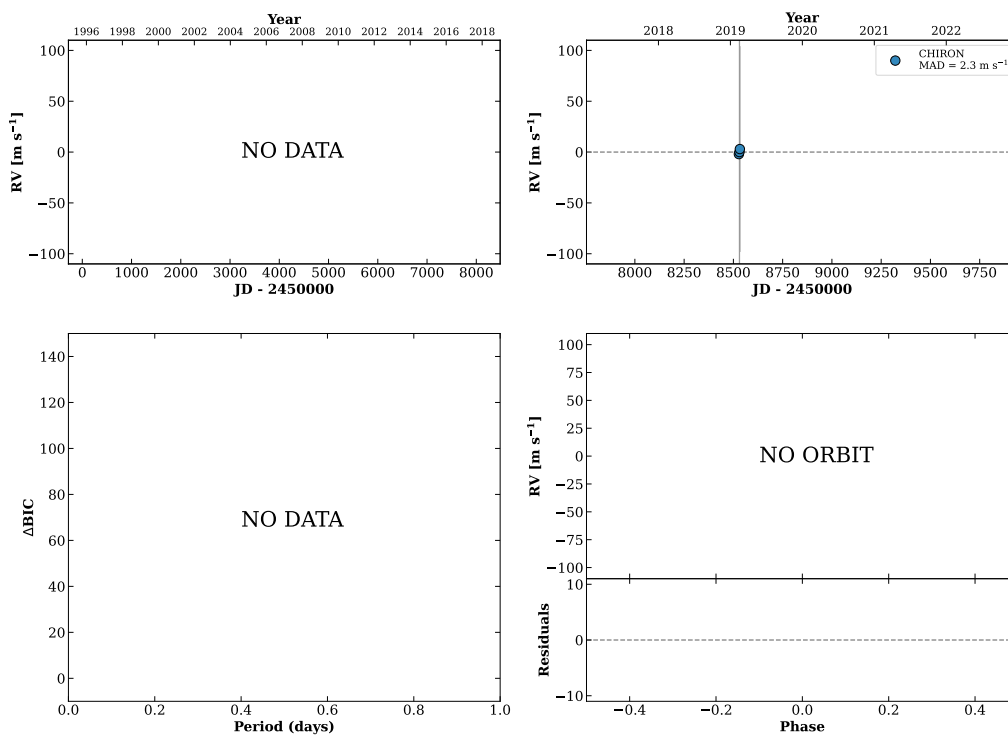 Year
1996 1998 2000 2002 2004 2006 2008 2010 2012 2014 2016 2018
100
50
0
−50
−100
RV [m s⁻¹]
NO DATA
0 1000 2000 3000 4000 5000 6000 7000 8000
JD - 2450000
Year
2018 2019 2020 2021 2022
100
50
0
−50
−100
RV [m s⁻¹]
CHIRON
MAD = 2.3 m s⁻¹
8000 8250 8500 8750 9000 9250 9500 9750
JD - 2450000
140
120
100
80
60
40
20
0
ΔBIC
NO DATA
0.0 0.2 0.4 0.6 0.8 1.0
Period (days)
100
75
50
25
0
−25
−50
−75
−100
RV [m s⁻¹]
NO ORBIT
10
0
−10
Residuals
−0.4 −0.2 0.0 0.2 0.4
Phase